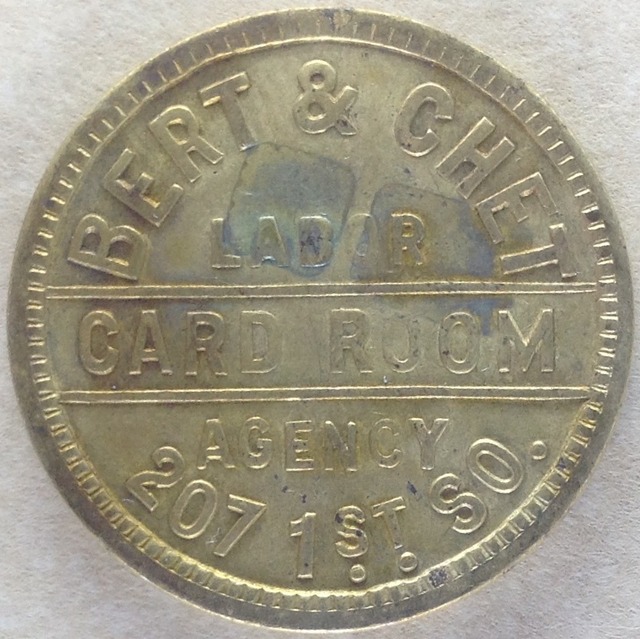 BERT & CHET
LABOR
CARD ROOM
AGENCY
207 1ST. SO.